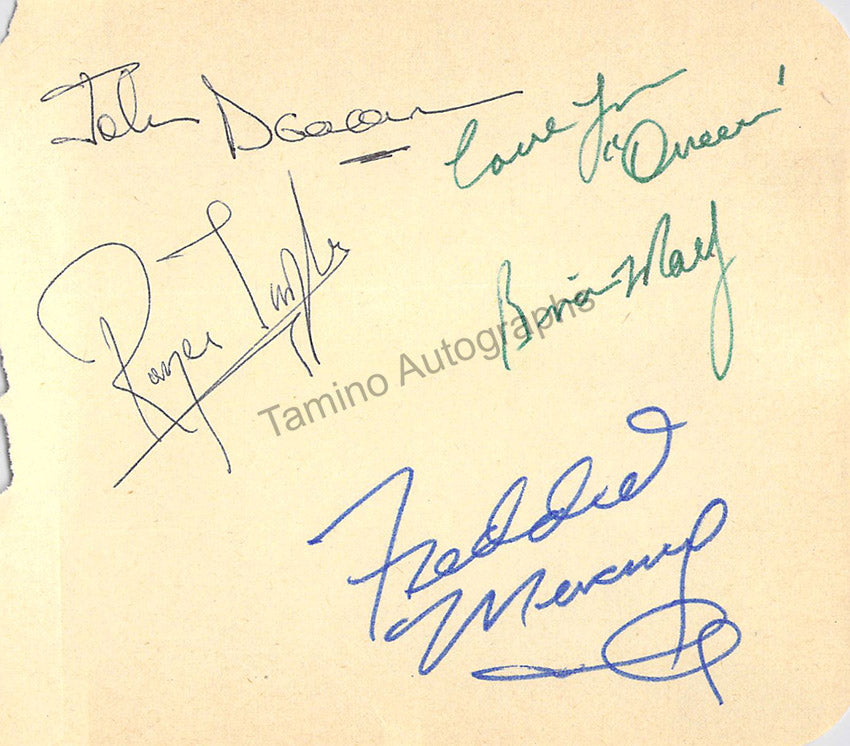 John Deacon
Love from
"Queen"
Roger Taylor
Brian May
Tamino Autographs
Freddie
Mercury